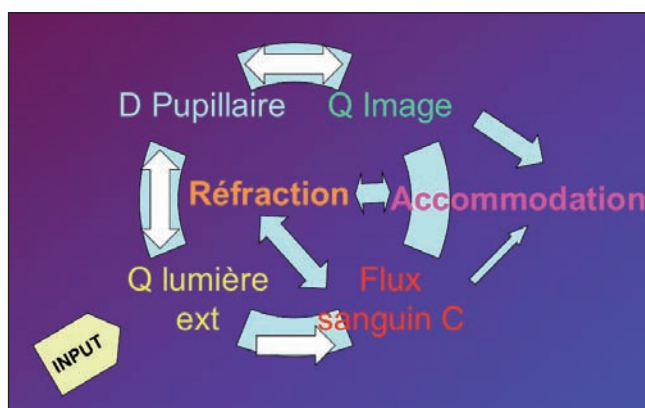 D Pupillaire
Q Image
Réfraction
Accommodation
Q lumière
ext
Flux
sanguin C
INPUT